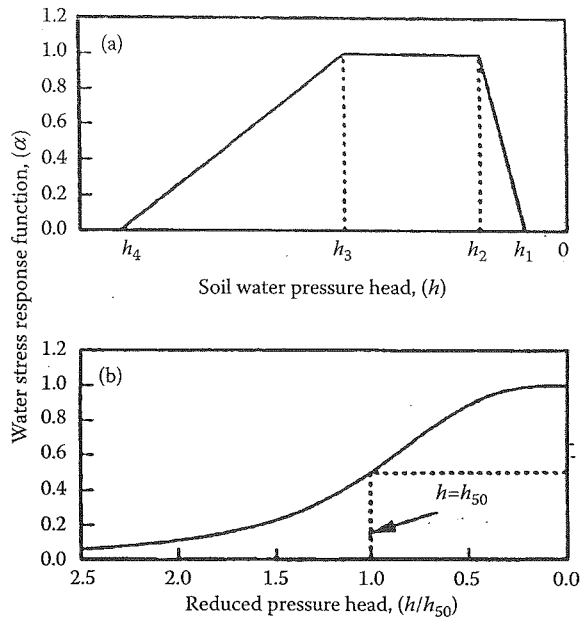 Water stress response function, (α)
1.2
(a)
1.0
0.8
0.6
0.4
0.2
0.0
h4 h3 h2 h1 0
Soil water pressure head, (h)
1.2
(b)
1.0
0.8
0.6
0.4
0.2
0.0
h=h50
2.5 2.0 1.5 1.0 0.5 0.0
Reduced pressure head, (h/h50)